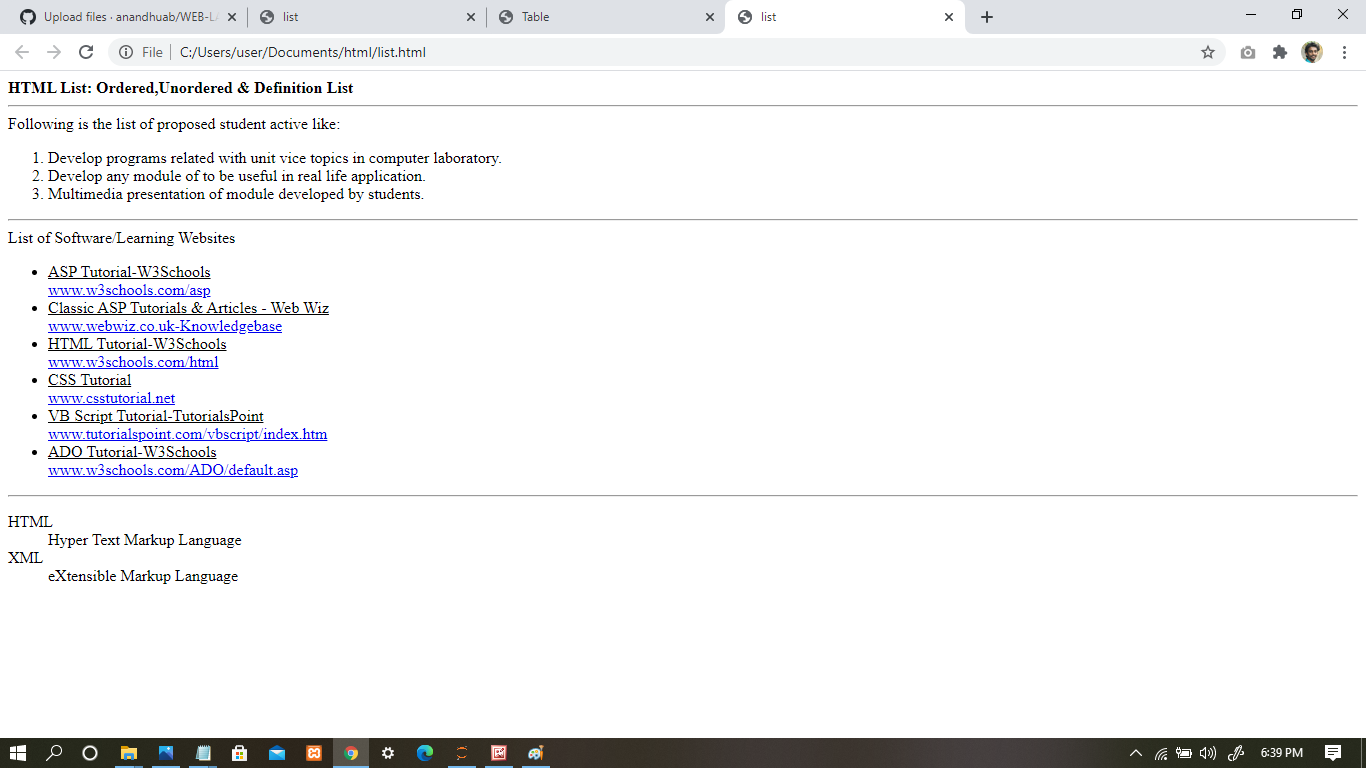 Upload files · anandhuab/WEB-LA
list
Table
list
File
C:/Users/user/Documents/html/list.html
HTML List: Ordered,Unordered & Definition List
Following is the list of proposed student active like:
1. Develop programs related with unit vice topics in computer laboratory.
2. Develop any module of to be useful in real life application.
3. Multimedia presentation of module developed by students.
List of Software/Learning Websites
• ASP Tutorial-W3Schools
www.w3schools.com/asp
• Classic ASP Tutorials & Articles - Web Wiz
www.webwiz.co.uk-Knowledgebase
• HTML Tutorial-W3Schools
www.w3schools.com/html
• CSS Tutorial
www.csstutorial.net
• VB Script Tutorial-TutorialsPoint
www.tutorialspoint.com/vbscript/index.htm
• ADO Tutorial-W3Schools
www.w3schools.com/ADO/default.asp
HTML
Hyper Text Markup Language
XML
eXtensible Markup Language
6:39 PM